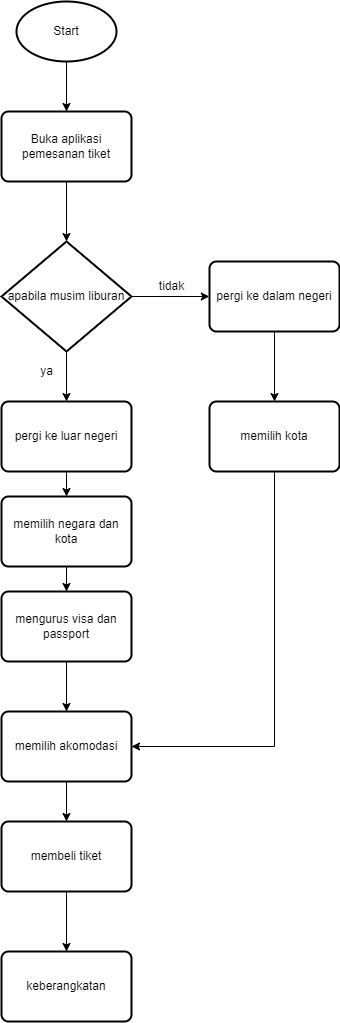 Start
Buka aplikasi
pemesanan tiket
apabila musim liburan
tidak
pergi ke dalam negeri
ya
pergi ke luar negeri
memilih kota
memilih negara dan
kota
mengurus visa dan
passport
memilih akomodasi
membeli tiket
keberangkatan